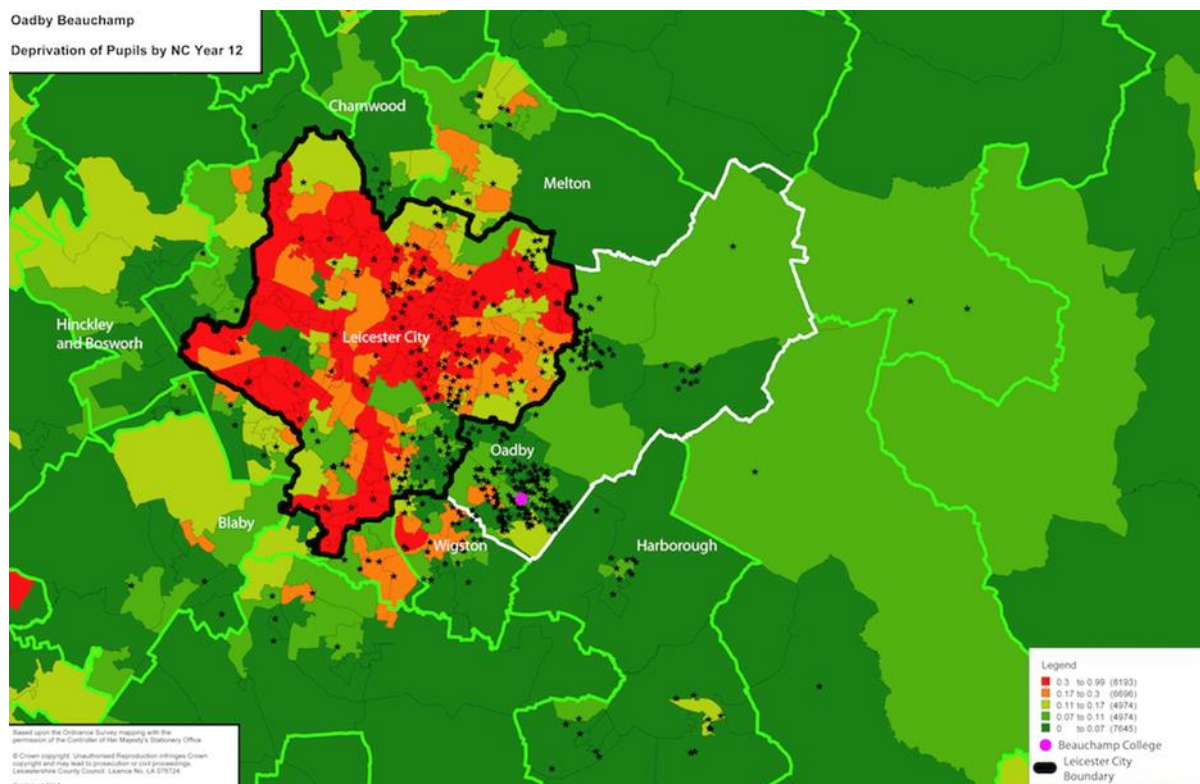 Oadby Beauchamp
Deprivation of Pupils by NC Year 12
Charnwood
Melton
Hinckley
and Bosworh
Leicester City
Oadby
Blaby
Wigston
Harborough
Legend
0.3 to 0.99 (8193)
0.17 to 0.3 (6696)
0.11 to 0.17 (4974)
0.07 to 0.11 (4974)
0 to 0.07 (7645)
Beauchamp College
Leicester City
Boundary
Based upon the Ordnance Survey mapping with the
permission of the Controller of Her Majesty's Stationery Office
© Crown copyright. Unauthorised Reproduction infringes Crown
copyright and may lead to prosecution or civil proceedings.
Leicestershire County Council. Licence No. LA 076724